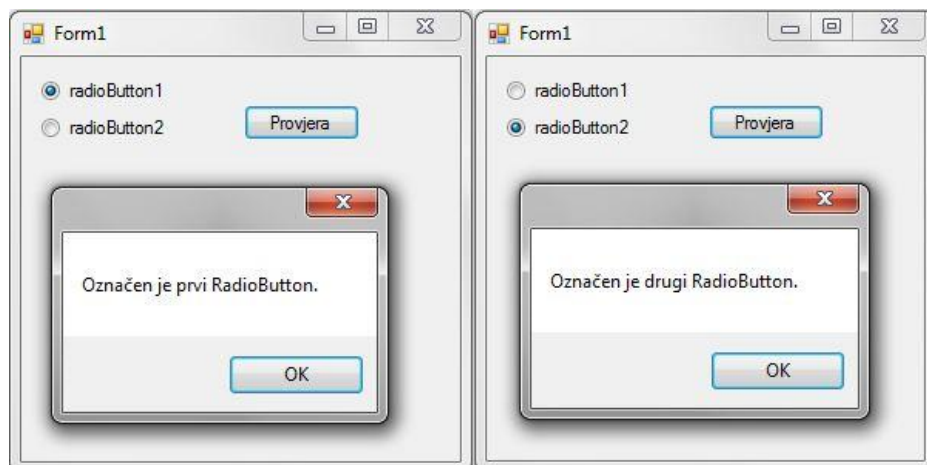 Form1
radioButton1
radioButton2
Provjera
Označen je prvi RadioButton.
OK
Form1
radioButton1
radioButton2
Provjera
Označen je drugi RadioButton.
OK